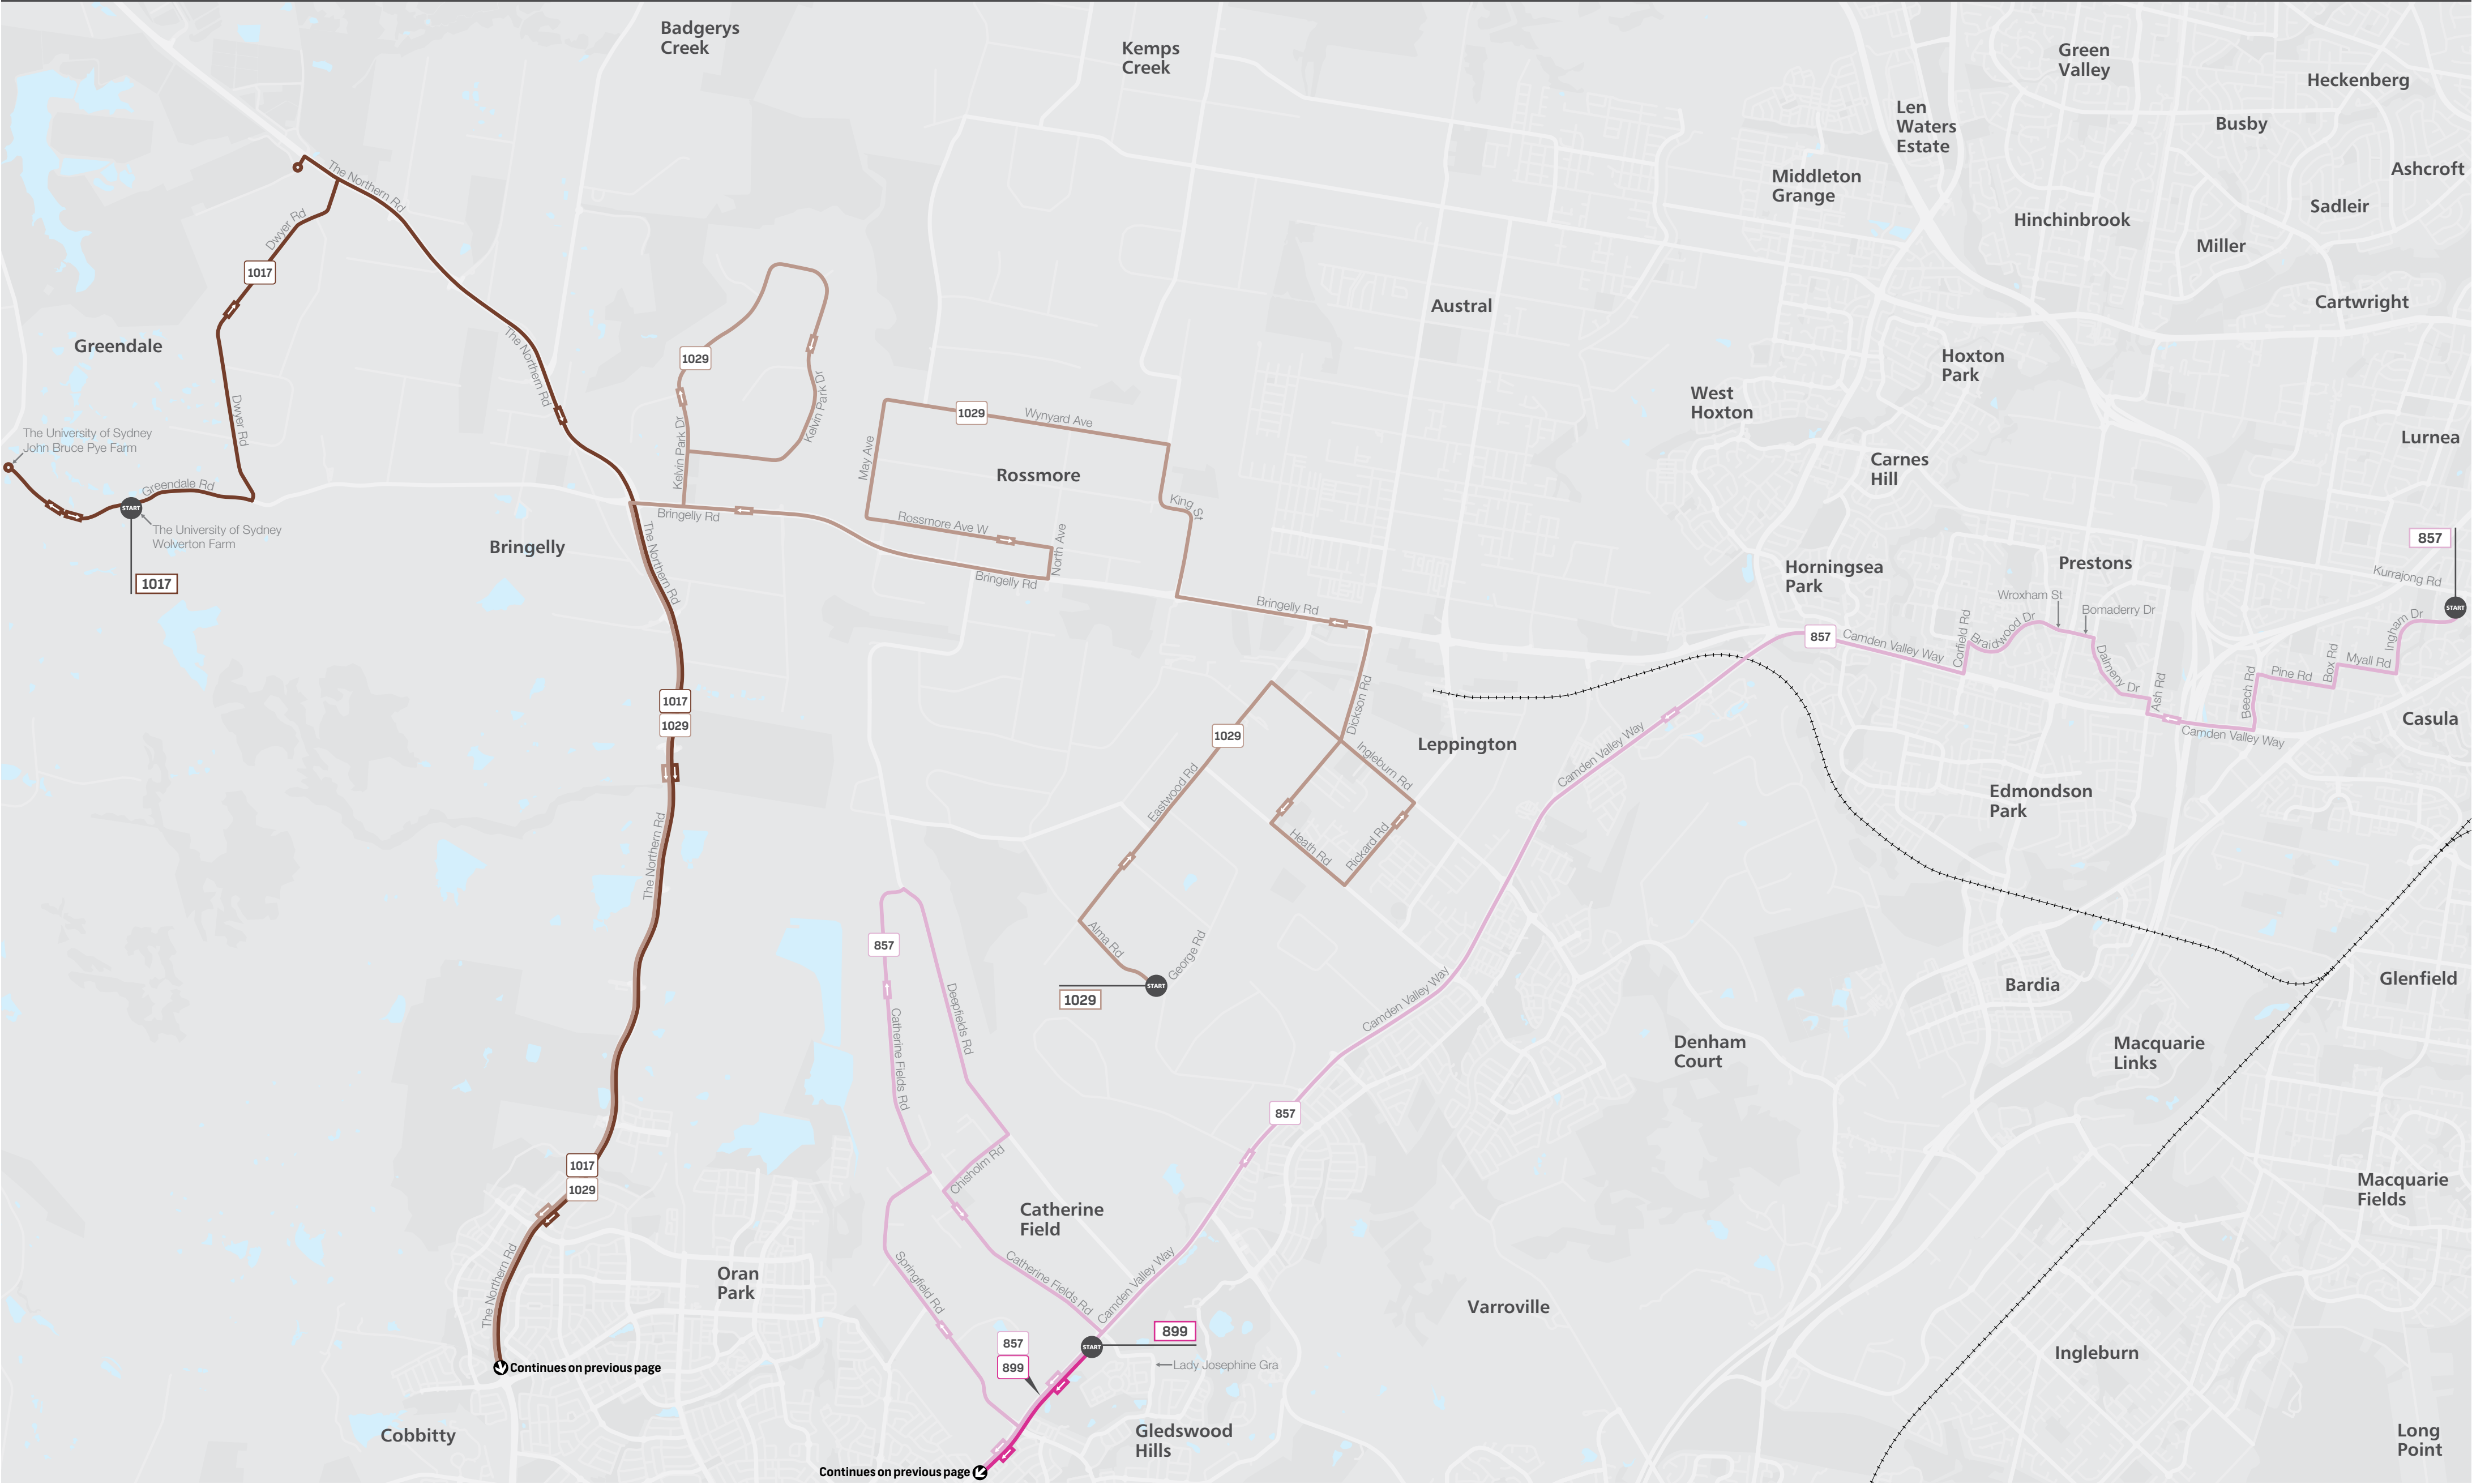 Badgerys
Creek
Kemps
Creek
Green
Valley
Heckenberg
Len
Waters
Estate
Busby
Ashcroft
Middleton
Grange
Sadleir
Hinchinbrook
Miller
The Northern Rd
Dwyer Rd
1017
Cartwright
Austral
Greendale
The Northern Rd
1029
Kelvin Park Dr
Hoxton
Park
West
Hoxton
Dwyer Rd
1029
Wynyard Ave
The University of Sydney
John Bruce Pye Farm
Kelvin Park Dr
May Ave
Rossmore
Lurnea
Carnes
Hill
Greendale Rd
START
The University of Sydney
Wolverton Farm
1017
Bringelly
Bringelly Rd
The Northern Rd
King St
Rossmore Ave W
North Ave
Bringelly Rd
857
Kurrajong Rd
START
Horningsea
Park
Prestons
Wroxham St
Bomaderry Dr
Bringelly Rd
857
Camden Valley Way
Corfield Rd
Braidwood Dr
Dalmeny Dr
Ash Rd
Beech Rd
Pine Rd
Box Rd
Myall Rd
Ingham Dr
Camden Valley Way
Casula
1017
1029
1029
Dickson Rd
Leppington
Ingleburn Rd
Camden Valley Way
Eastwood Rd
Heath Rd
Rickard Rd
Edmondson
Park
The Northern Rd
857
Alma Rd
George Rd
START
1029
Deepfields Rd
Catherine Fields Rd
Camden Valley Way
Bardia
Glenfield
Denham
Court
Macquarie
Links
857
1017
1029
Chisholm Rd
Macquarie
Fields
Catherine
Field
The Northern Rd
Oran
Park
Springfield Rd
Catherine Fields Rd
Camden Valley Way
Varroville
857
899
899
START
Lady Josephine Gra
Ingleburn
Continues on previous page
Cobbitty
Gledswood
Hills
Long
Point
Continues on previous page